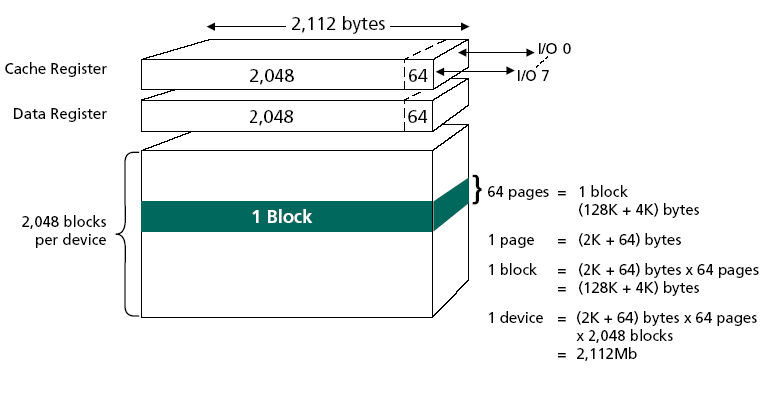 2,112 bytes
I/O 0
Cache Register
2,048
64
I/O 7
Data Register
2,048
64
64 pages = 1 block
(128K + 4K) bytes
1 Block
2,048 blocks
per device
1 page = (2K + 64) bytes
1 block = (2K + 64) bytes x 64 pages
= (128K + 4K) bytes
1 device = (2K + 64) bytes x 64 pages
x 2,048 blocks
= 2,112Mb